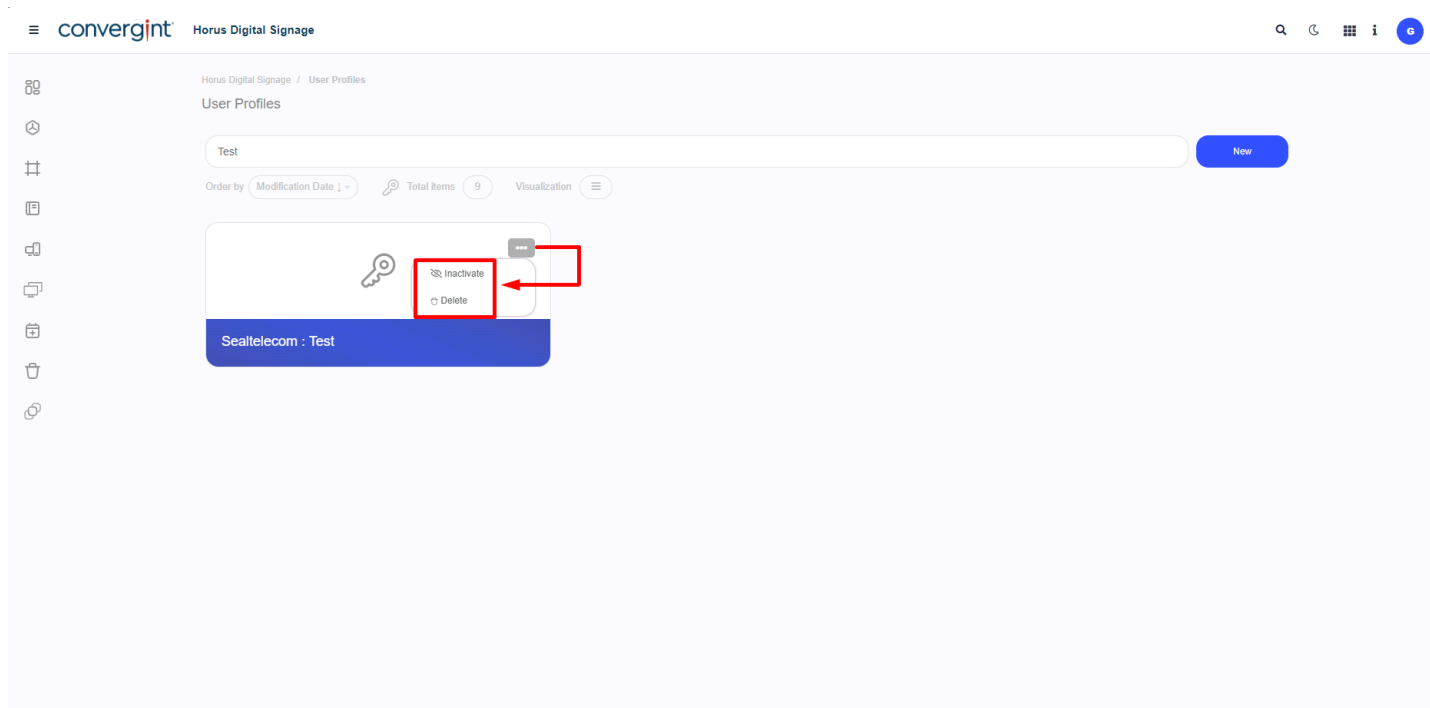 convergint Horus Digital Signage i G
Horus Digital Signage / User Profiles
User Profiles
Test New
Order by Modification Date ↓ Total items 9 Visualization
Inactivate
Delete
Sealtelecom : Test